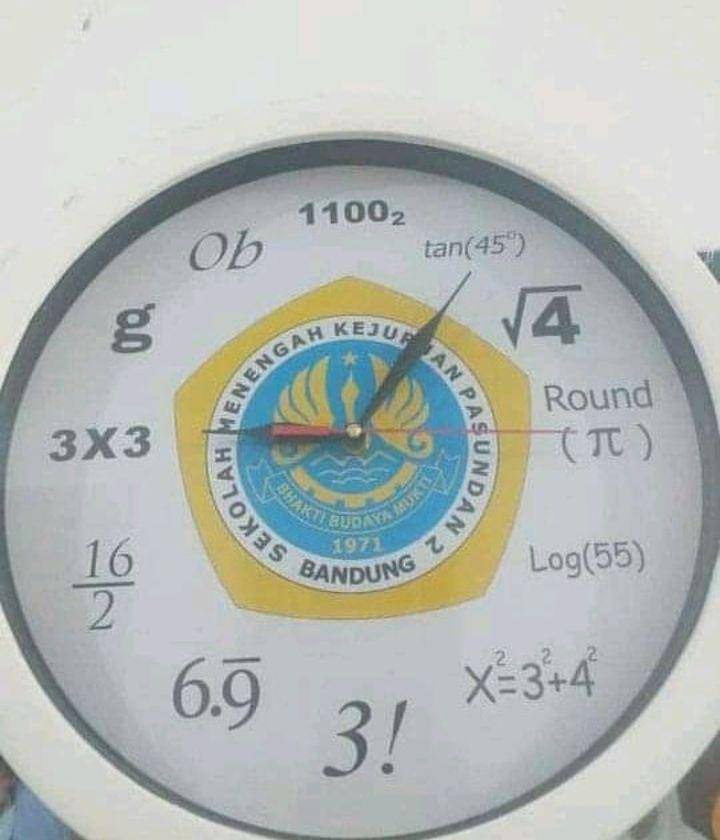 1100₂
tan(45°)
√4
Round
(π)
Log(55)
X²=3²+4²
3!
6.9̅
16
2
3X3
g
Ob
SEKOLAH MENENGAH KEJURUAN PASUNDAN 2
BANDUNG
BHAKTI BUDAYA MUKTI
1971